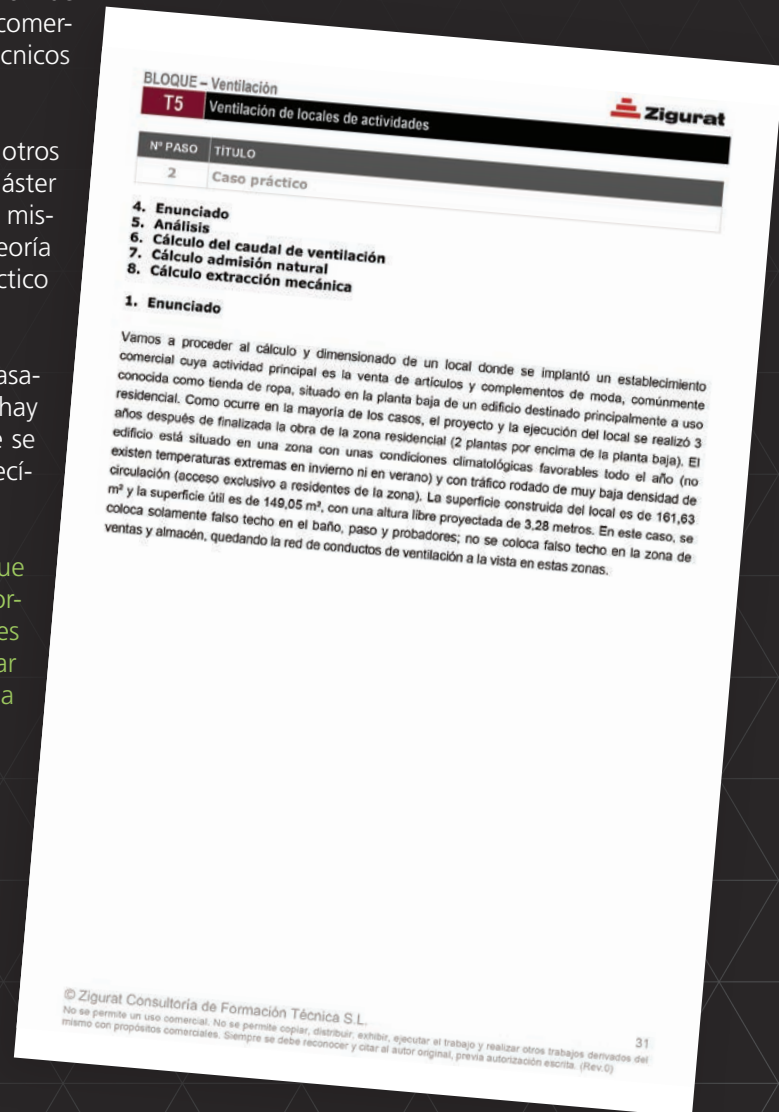 comer-
cnicos
otros
áster
mis-
eoría
ctico
asa-
hay
e se
ecí-
ue
or-
es
ar
a
BLOQUE – Ventilación
Zigurat
T5 Ventilación de locales de actividades
Nº PASO TÍTULO
2 Caso práctico
4. Enunciado
5. Análisis
6. Cálculo del caudal de ventilación
7. Cálculo admisión natural
8. Cálculo extracción mecánica
1. Enunciado
Vamos a proceder al cálculo y dimensionado de un local donde se implantó un establecimiento
comercial cuya actividad principal es la venta de artículos y complementos de moda, comúnmente
conocida como tienda de ropa, situado en la planta baja de un edificio destinado principalmente a uso
residencial. Como ocurre en la mayoría de los casos, el proyecto y la ejecución del local se realizó 3
años después de finalizada la obra de la zona residencial (2 plantas por encima de la planta baja). El
edificio está situado en una zona con unas condiciones climatológicas favorables todo el año (no
existen temperaturas extremas en invierno ni en verano) y con tráfico rodado de muy baja densidad de
circulación (acceso exclusivo a residentes de la zona). La superficie construida del local es de 161,63
m² y la superficie útil es de 149,05 m², con una altura libre proyectada de 3,28 metros. En este caso, se
coloca solamente falso techo en el baño, paso y probadores; no se coloca falso techo en la zona de
ventas y almacén, quedando la red de conductos de ventilación a la vista en estas zonas.
© Zigurat Consultoría de Formación Técnica S.L.
31
No se permite un uso comercial. No se permite copiar, distribuir, exhibir, ejecutar el trabajo y realizar otros trabajos derivados del
mismo con propósitos comerciales. Siempre se debe reconocer y citar al autor original, previa autorización escrita. (Rev.0)